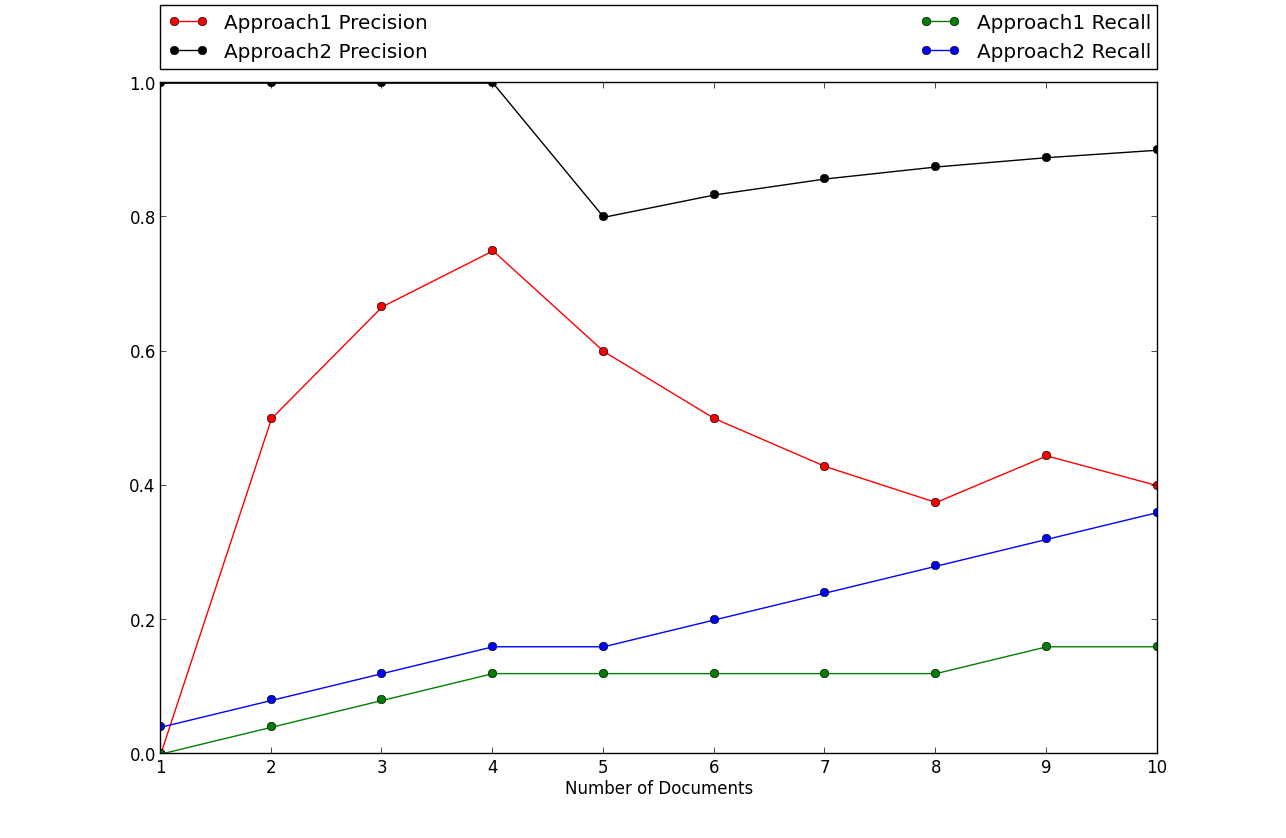 Approach1 Precision
Approach2 Precision
Approach1 Recall
Approach2 Recall
1.0
0.8
0.6
0.4
0.2
0.0
1 2 3 4 5 6 7 8 9 10
Number of Documents